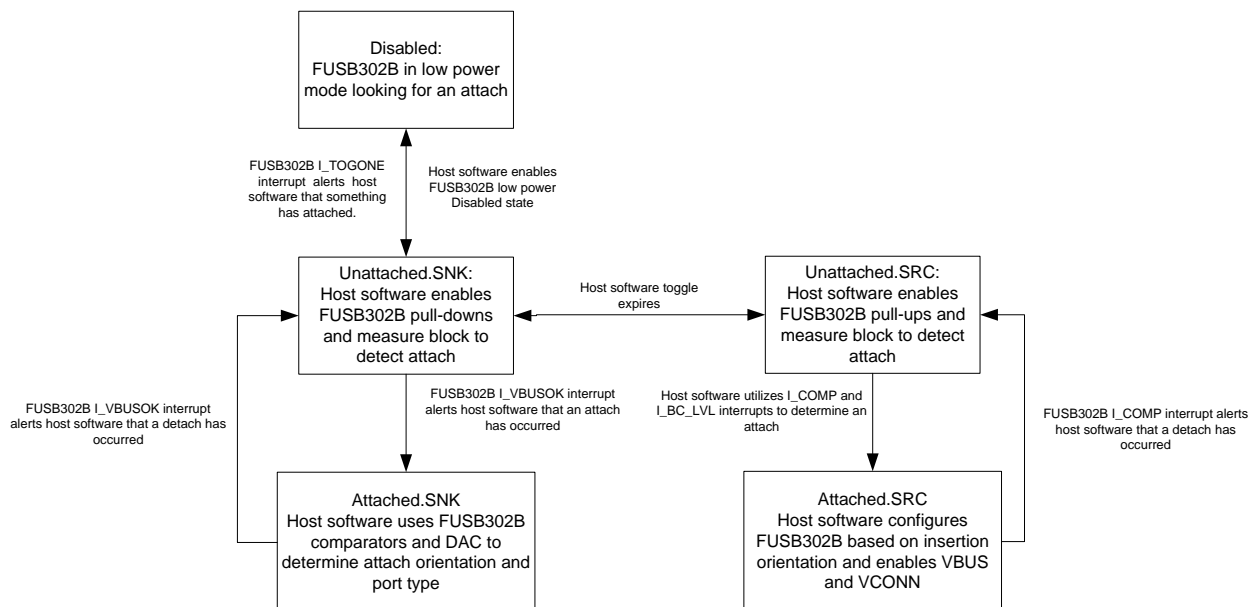 Disabled:
FUSB302B in low power
mode looking for an attach
FUSB302B I_TOGONE
interrupt alerts host
software that something
has attached.
Host software enables
FUSB302B low power
Disabled state
Unattached.SNK:
Host software enables
FUSB302B pull-downs
and measure block to
detect attach
Host software toggle
expires
Unattached.SRC:
Host software enables
FUSB302B pull-ups and
measure block to detect
attach
FUSB302B I_VBUSOK interrupt
alerts host software that a detach has
occurred
FUSB302B I_VBUSOK interrupt
alerts host software that an attach
has occurred
Host software utilizes I_COMP and
I_BC_LVL interrupts to determine an
attach
FUSB302B I_COMP interrupt alerts
host software that a detach has
occurred
Attached.SNK
Host software uses FUSB302B
comparators and DAC to
determine attach orientation and
port type
Attached.SRC
Host software configures
FUSB302B based on insertion
orientation and enables VBUS
and VCONN